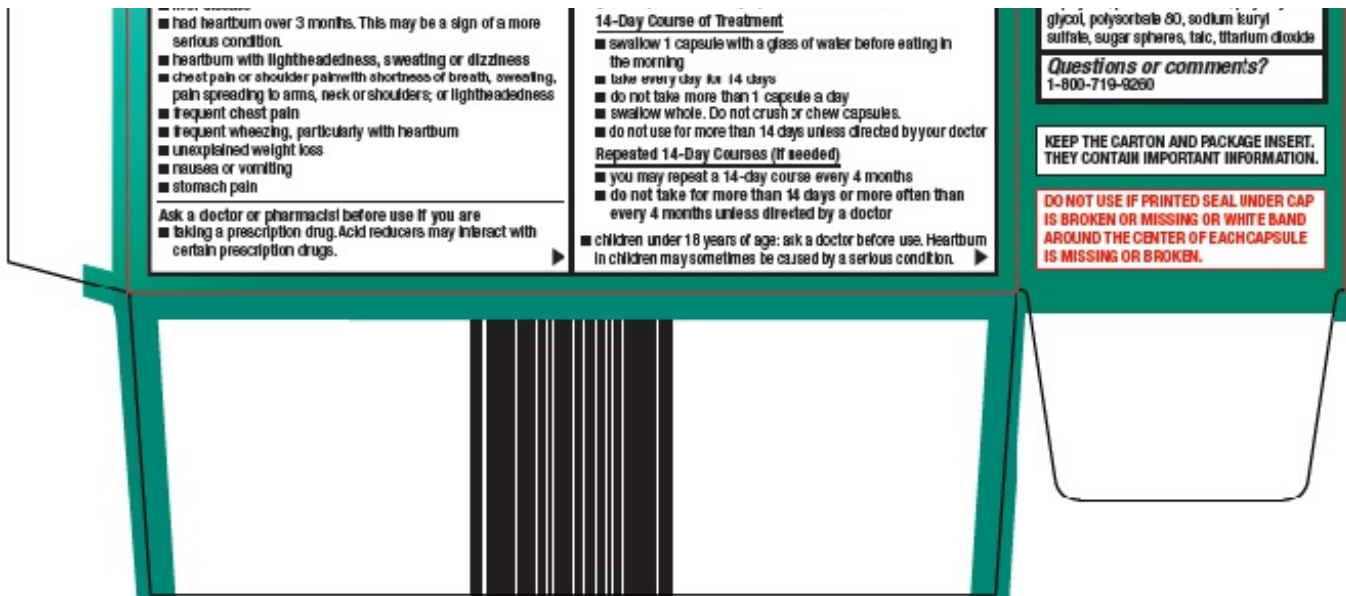 ■ liver disease
■ had heartburn over 3 months. This may be a sign of a more
serious condition.
■ heartburn with lightheadedness, sweating or dizziness
■ chest pain or shoulder pain with shortness of breath, sweating,
pain spreading to arms, neck or shoulders; or lightheadedness
■ frequent chest pain
■ frequent wheezing, particularly with heartburn
■ unexplained weight loss
■ nausea or vomiting
■ stomach pain
Ask a doctor or pharmacist before use if you are
■ taking a prescription drug. Acid reducers may interact with
certain prescription drugs.
14-Day Course of Treatment
■ swallow 1 capsule with a glass of water before eating in
the morning
■ take every day for 14 days
■ do not take more than 1 capsule a day
■ swallow whole. Do not crush or chew capsules.
■ do not use for more than 14 days unless directed by your doctor
Repeated 14-Day Courses (if needed)
■ you may repeat a 14-day course every 4 months
■ do not take for more than 14 days or more often than
every 4 months unless directed by a doctor
■ children under 18 years of age: ask a doctor before use. Heartburn
in children may sometimes be caused by a serious condition.
glycol, polysorbate 80, sodium lauryl
sulfate, sugar spheres, talc, titanium dioxide
Questions or comments?
1-800-719-9260
KEEP THE CARTON AND PACKAGE INSERT.
THEY CONTAIN IMPORTANT INFORMATION.
DO NOT USE IF PRINTED SEAL UNDER CAP
IS BROKEN OR MISSING OR WHITE BAND
AROUND THE CENTER OF EACH CAPSULE
IS MISSING OR BROKEN.